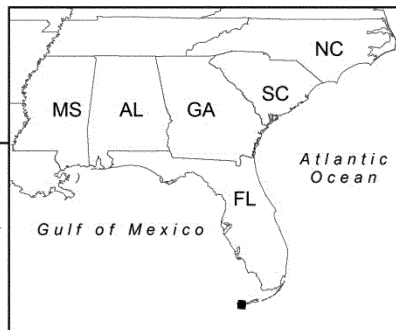 NC
SC
MS AL GA
Atlantic
Ocean
FL
Gulf of Mexico